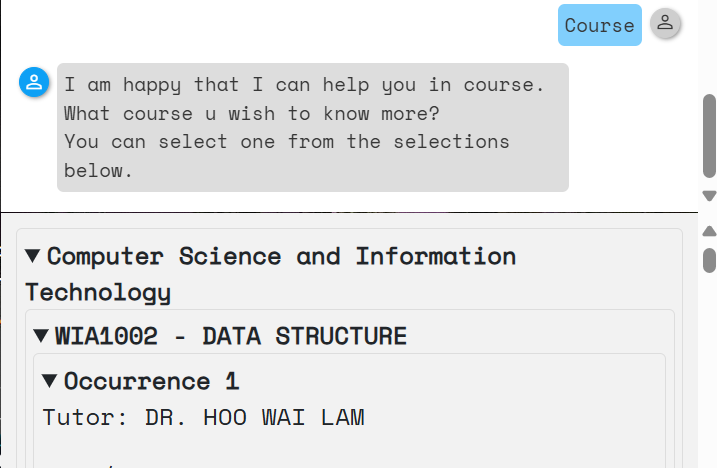 Course
I am happy that I can help you in course.
What course u wish to know more?
You can select one from the selections
below.
Computer Science and Information
Technology
WIA1002 - DATA STRUCTURE
Occurrence 1
Tutor: DR. HOO WAI LAM